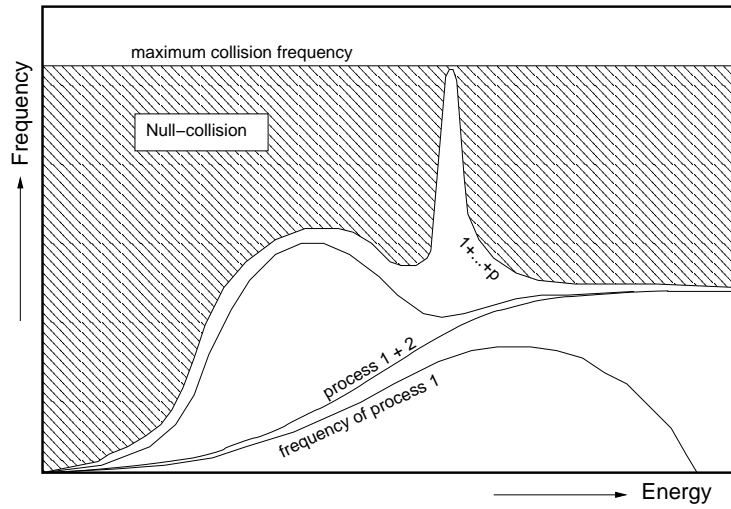 maximum collision frequency
Frequency
Null−collision
1+...+p
process 1 + 2
frequency of process 1
Energy